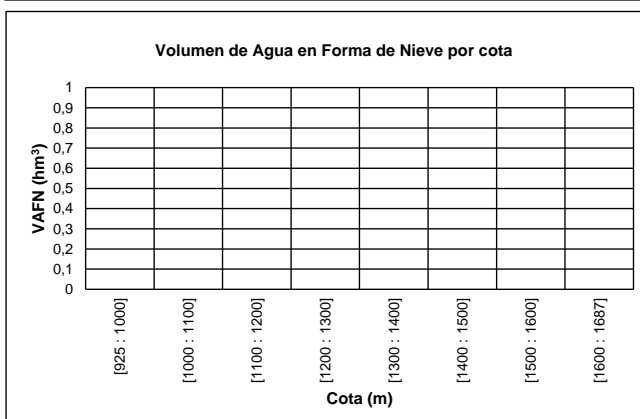 Volumen de Agua en Forma de Nieve por cota
VAFN (hm³)
1
0,9
0,8
0,7
0,6
0,5
0,4
0,3
0,2
0,1
0
[925 : 1000]
[1000 : 1100]
[1100 : 1200]
[1200 : 1300]
[1300 : 1400]
[1400 : 1500]
[1500 : 1600]
[1600 : 1687]
Cota (m)